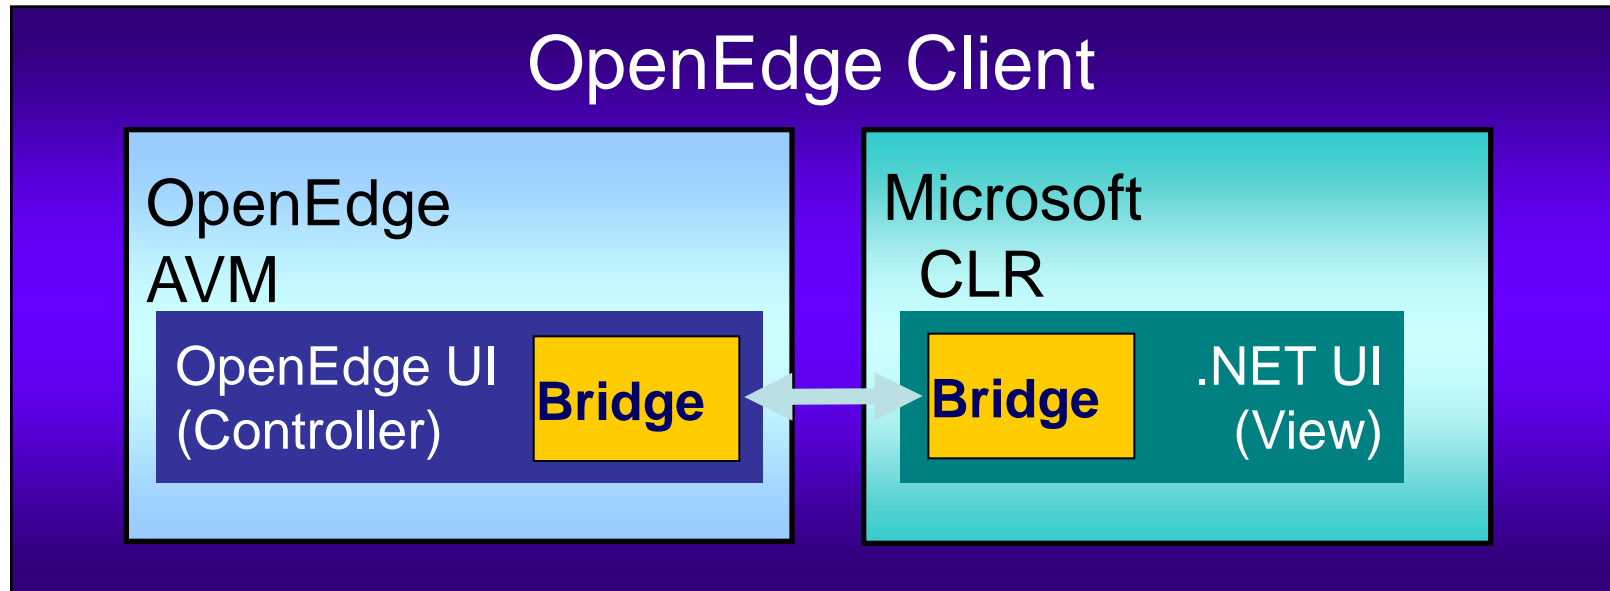 OpenEdge Client
OpenEdge
AVM
OpenEdge UI
(Controller)
Bridge
Microsoft
CLR
Bridge
.NET UI
(View)